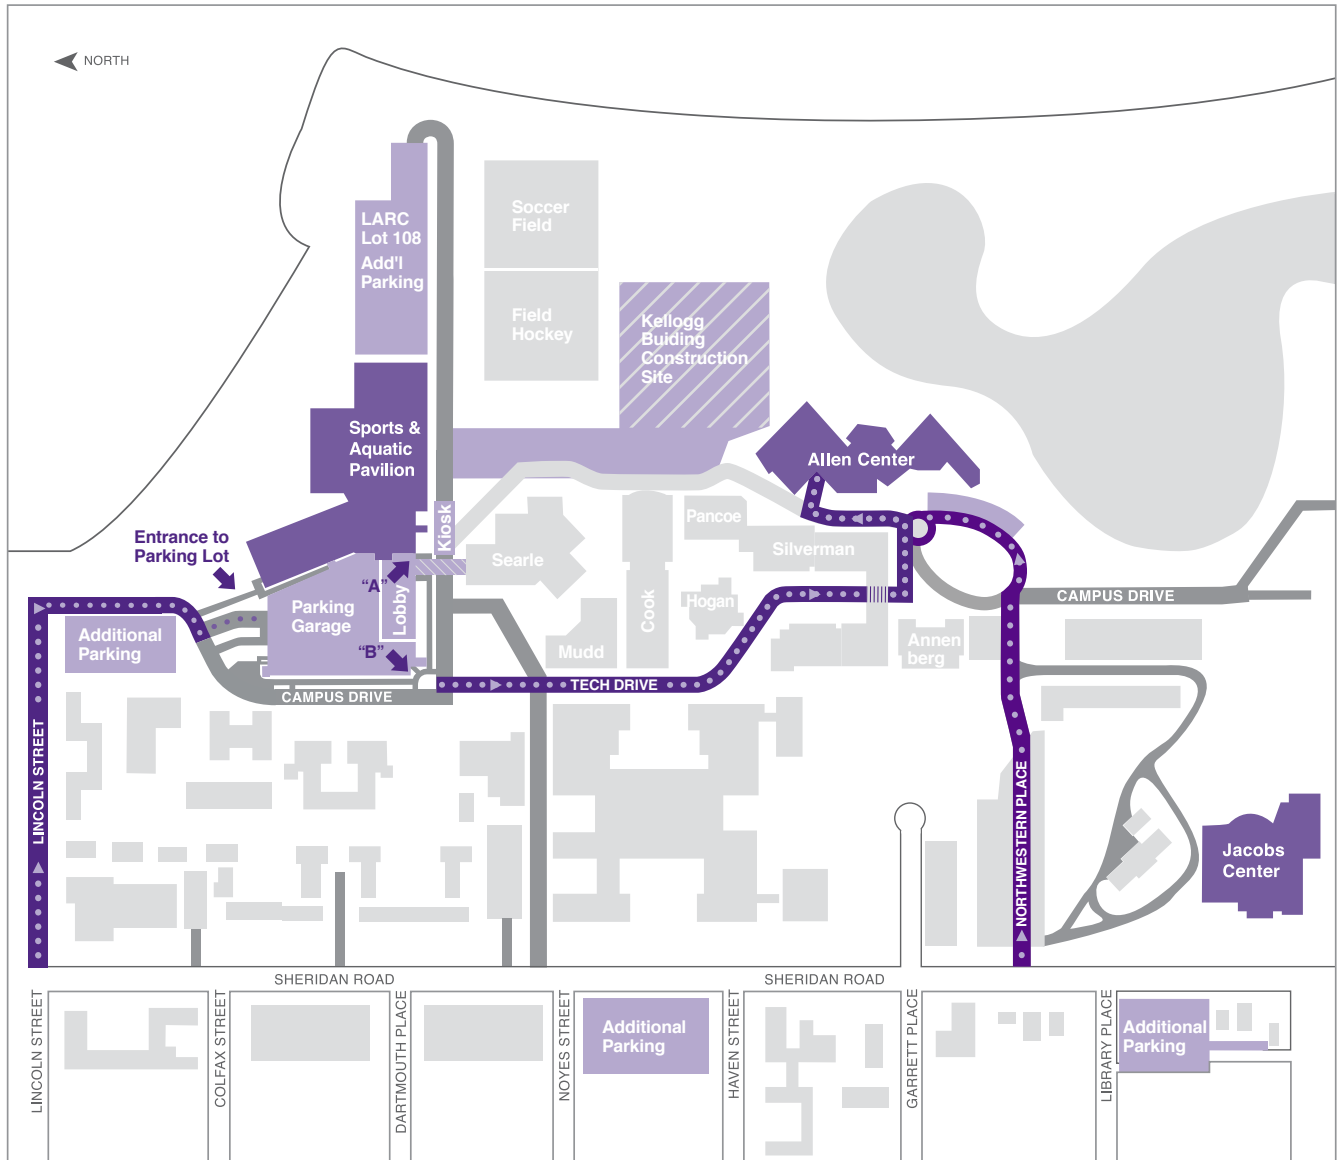 NORTH
LARC
Lot 108
Add'l
Parking
Soccer
Field
Field
Hockey
Kellogg
Buiding
Construction
Site
Sports &
Aquatic
Pavilion
Allen Center
Kiosk
Entrance to
Parking Lot
Searle
Pancoe
Silverman
"A"
Lobby
Parking
Garage
Cook
Hogan
CAMPUS DRIVE
Additional
Parking
"B"
Mudd
Annen
berg
TECH DRIVE
CAMPUS DRIVE
LINCOLN STREET
NORTHWESTERN PLACE
Jacobs
Center
SHERIDAN ROAD
SHERIDAN ROAD
LINCOLN STREET
COLFAX STREET
DARTMOUTH PLACE
NOYES STREET
Additional
Parking
HAVEN STREET
GARRETT PLACE
LIBRARY PLACE
Additional
Parking